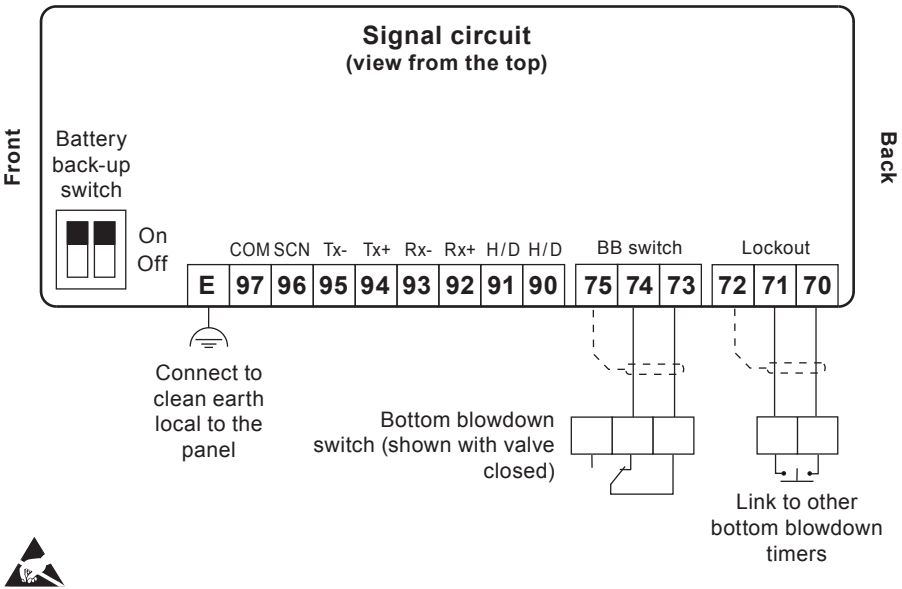 Signal circuit
(view from the top)
Front
Back
Battery
back-up
switch
On
Off
COM SCN Tx- Tx+ Rx- Rx+ H/D H/D
BB switch
Lockout
E 97 96 95 94 93 92 91 90
75 74 73
72 71 70
Connect to
clean earth
local to the
panel
Bottom blowdown
switch (shown with valve
closed)
Link to other
bottom blowdown
timers